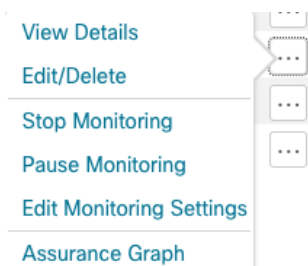 View Details
Edit/Delete
Stop Monitoring
Pause Monitoring
Edit Monitoring Settings
Assurance Graph